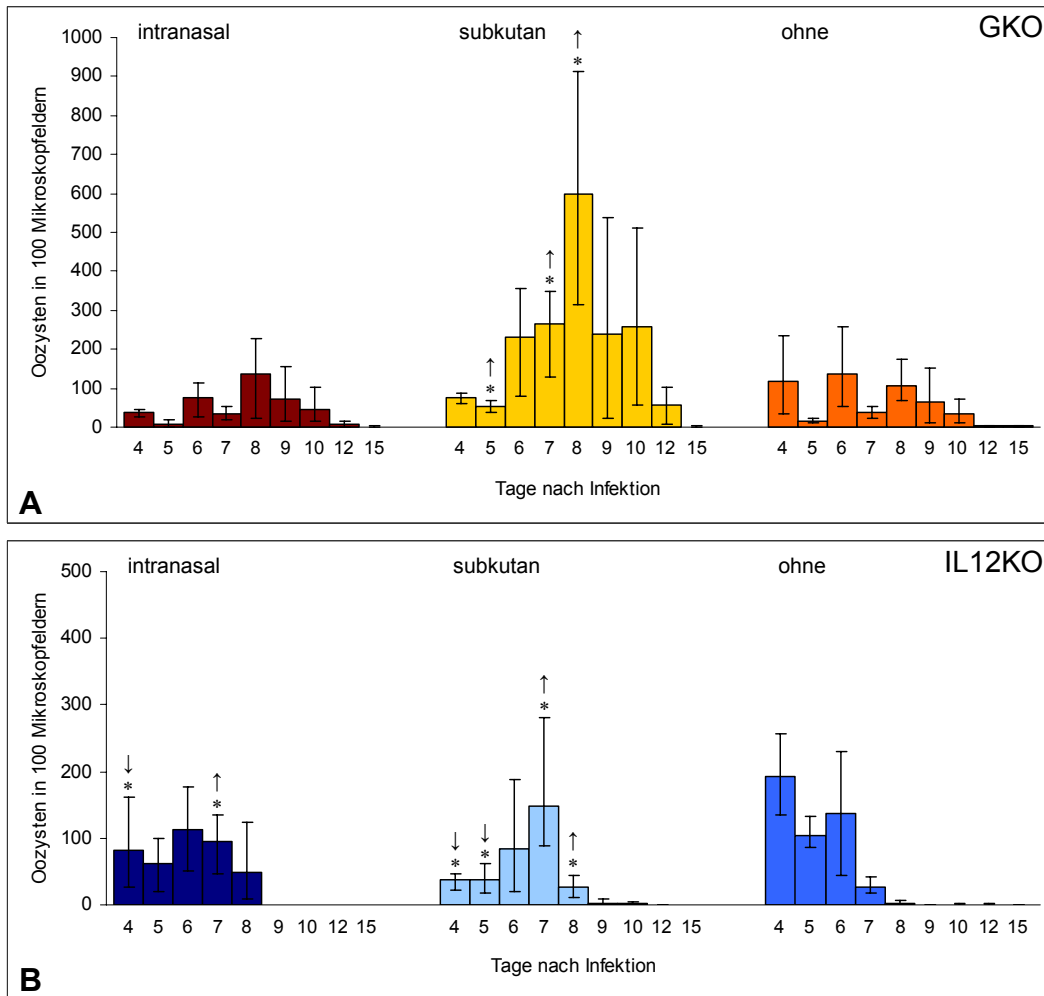 intranasal subkutan ohne GKO
1000
900
800
700
600
500
400
300
200
100
0
Oozysten in 100 Mikroskopfeldern
↑
*
↑
*
↑
*
4 5 6 7 8 9 10 12 15 4 5 6 7 8 9 10 12 15 4 5 6 7 8 9 10 12 15
Tage nach Infektion
A
intranasal subkutan ohne IL12KO
500
400
300
200
100
0
Oozysten in 100 Mikroskopfeldern
↓ ↑ ↓ ↓ ↑ ↑
* * * * * *
4 5 6 7 8 9 10 12 15 4 5 6 7 8 9 10 12 15 4 5 6 7 8 9 10 12 15
Tage nach Infektion
B